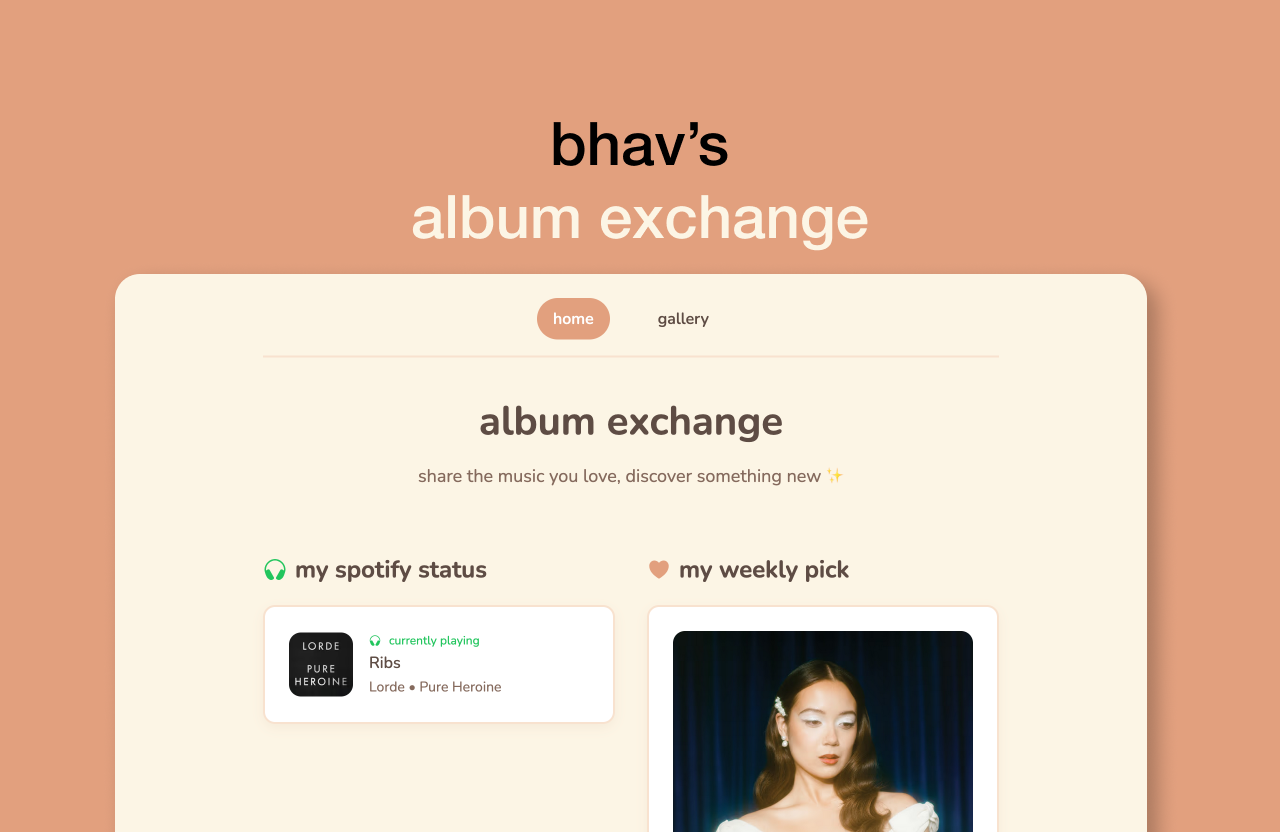 bhav’s
album exchange
home
gallery
album exchange
share the music you love, discover something new ✨
my spotify status
my weekly pick
LORDE
PURE
HEROINE
currently playing
Ribs
Lorde • Pure Heroine